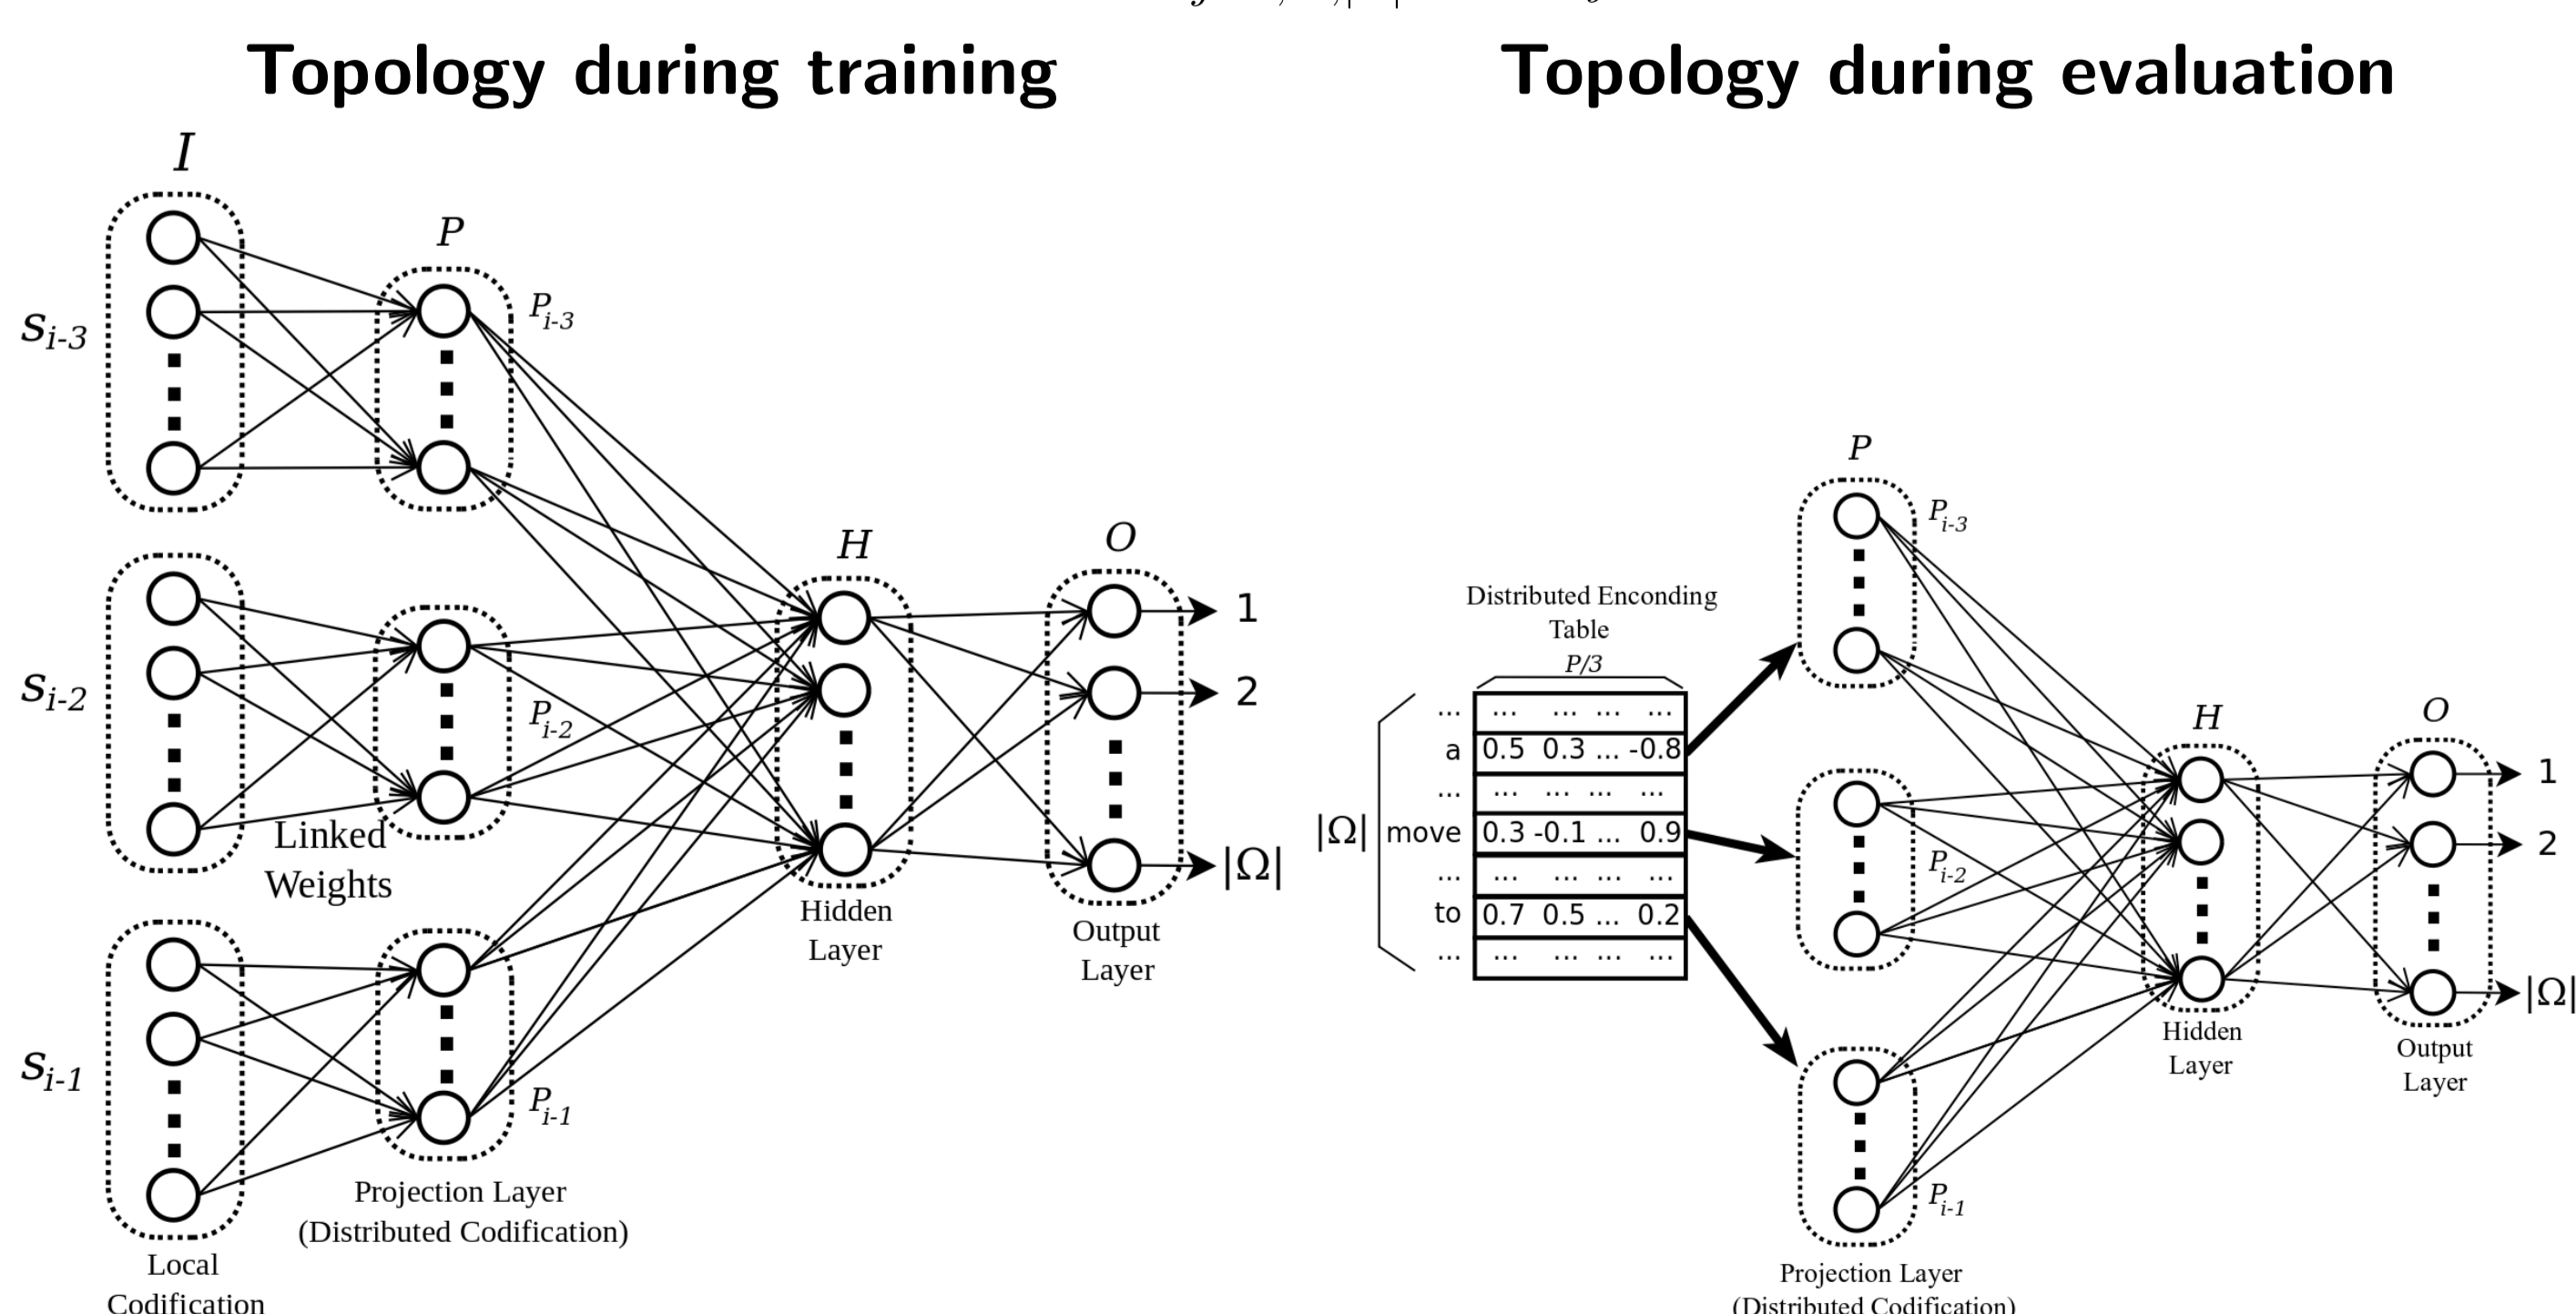 Topology during training
I
P
s_{i-3}
P_{i-3}
s_{i-2}
P_{i-2}
Linked
Weights
s_{i-1}
P_{i-1}
H
O
1
2
|Ω|
Hidden
Layer
Output
Layer
Projection Layer
(Distributed Codification)
Local
Codification
Topology during evaluation
P
P_{i-3}
Distributed Enconding
Table
P/3
... ... ... ... ...
a 0.5 0.3 ... -0.8
... ... ... ... ...
|Ω| move 0.3 -0.1 ... 0.9
... ... ... ... ...
to 0.7 0.5 ... 0.2
... ... ... ... ...
P_{i-2}
P_{i-1}
H
O
1
2
|Ω|
Hidden
Layer
Output
Layer
Projection Layer
(Distributed Codification)